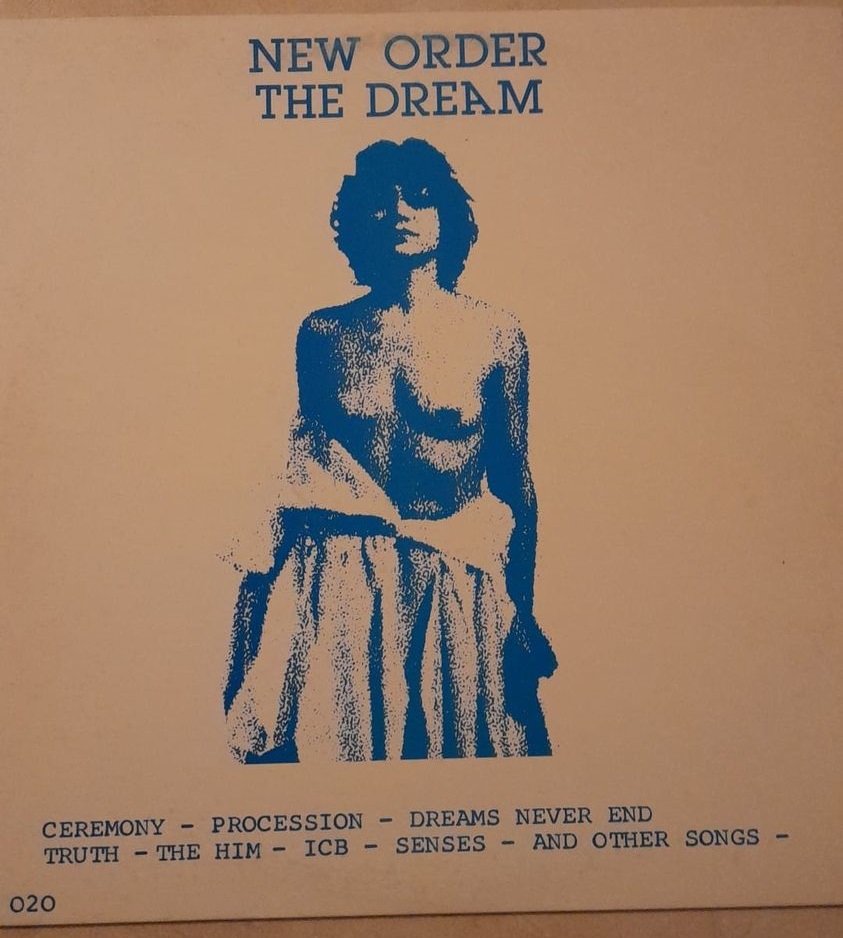 NEW ORDER
THE DREAM
CEREMONY - PROCESSION - DREAMS NEVER END
TRUTH - THE HIM - ICB - SENSES - AND OTHER SONGS -
020